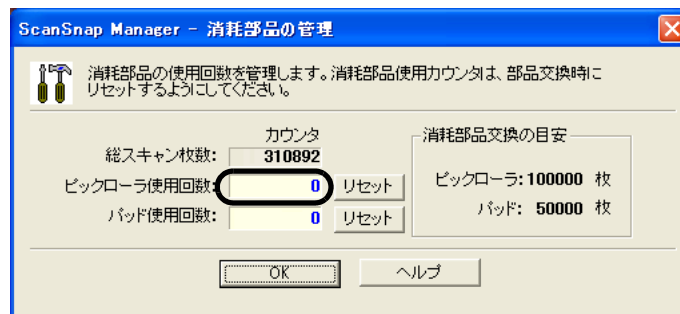 ScanSnap Manager - 消耗部品の管理
消耗部品の使用回数を管理します。消耗部品使用カウンタは、部品交換時に
リセットするようにしてください。
カウンタ
総スキャン枚数: 310892
ピックローラ使用回数: 0 リセット
パッド使用回数: 0 リセット
消耗部品交換の目安
ピックローラ: 100000 枚
パッド: 50000 枚
OK ヘルプ